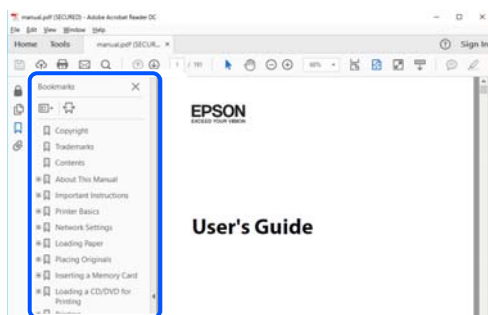 manual.pdf (SECURED) - Adobe Acrobat Reader DC
File Edit View Window Help
Home Tools manual.pdf (SECUR... × Sign In
1 / 191
Bookmarks
Copyright
Trademarks
Contents
About This Manual
Important Instructions
Printer Basics
Network Settings
Loading Paper
Placing Originals
Inserting a Memory Card
Loading a CD/DVD for
Printing
Printing
EPSON
EXCEED YOUR VISION
User's Guide